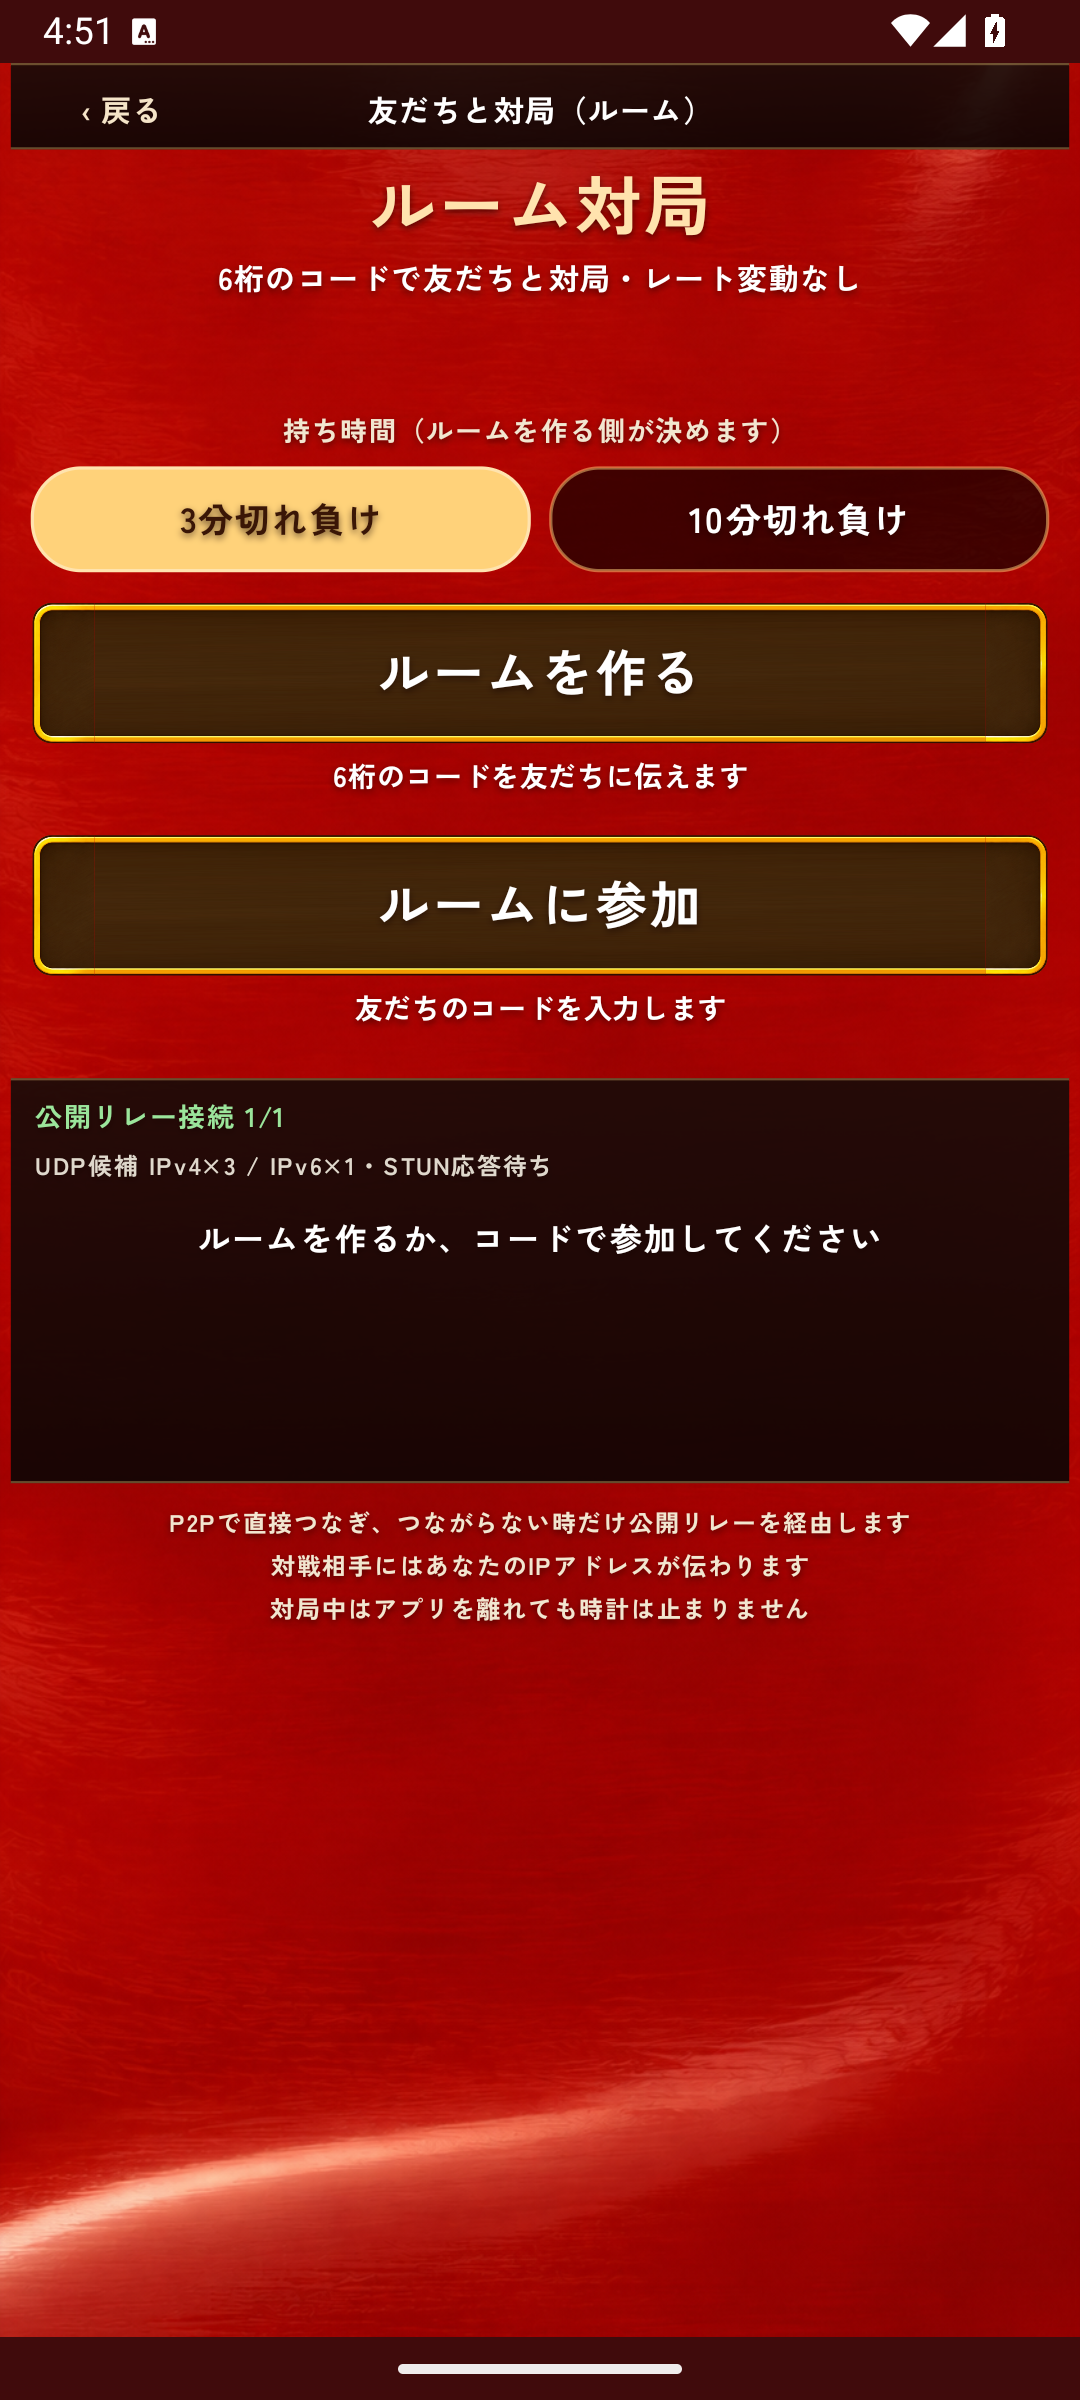 4:51
‹ 戻る
友だちと対局（ルーム）
ルーム対局
6桁のコードで友だちと対局・レート変動なし
持ち時間（ルームを作る側が決めます）
3分切れ負け
10分切れ負け
ルームを作る
6桁のコードを友だちに伝えます
ルームに参加
友だちのコードを入力します
公開リレー接続 1/1
UDP候補 IPv4×3 / IPv6×1・STUN応答待ち
ルームを作るか、コードで参加してください
P2Pで直接つなぎ、つながらない時だけ公開リレーを経由します
対戦相手にはあなたのIPアドレスが伝わります
対局中はアプリを離れても時計は止まりません